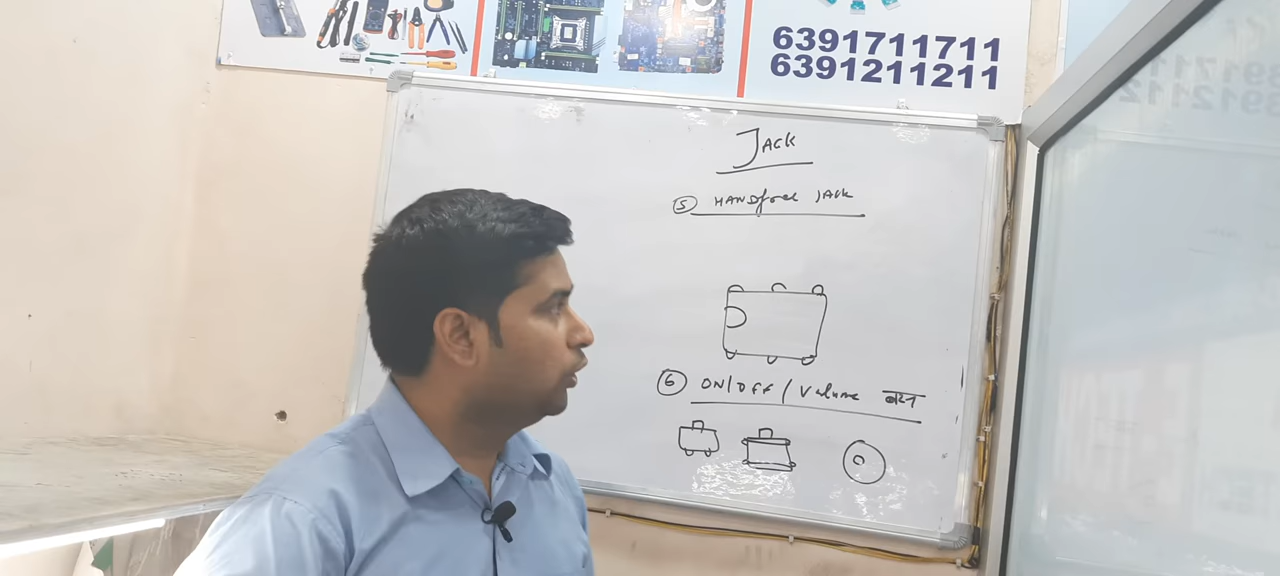 6391711711
6391211211
JACK
5 HANDfree JACK
6 ON/OFF / Volume बटन